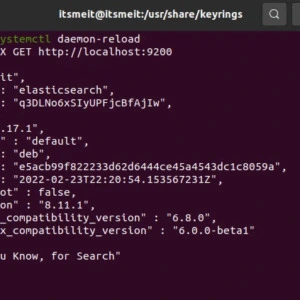 itsmeit@itsmeit:/usr/share/keyrings
ystemctl daemon-reload
X GET http://localhost:9200
it",
: "elasticsearch",
: "q3DLNo6xSIyUPFjcBfAjIw",
.17.1",
" : "default",
: "deb",
: "e5acb99f822233d62d6444ce45a4543dc1c8059a",
: "2022-02-23T22:20:54.153567231Z",
ot" : false,
on" : "8.11.1",
_compatibility_version" : "6.8.0",
x_compatibility_version" : "6.0.0-beta1"
u Know, for Search"